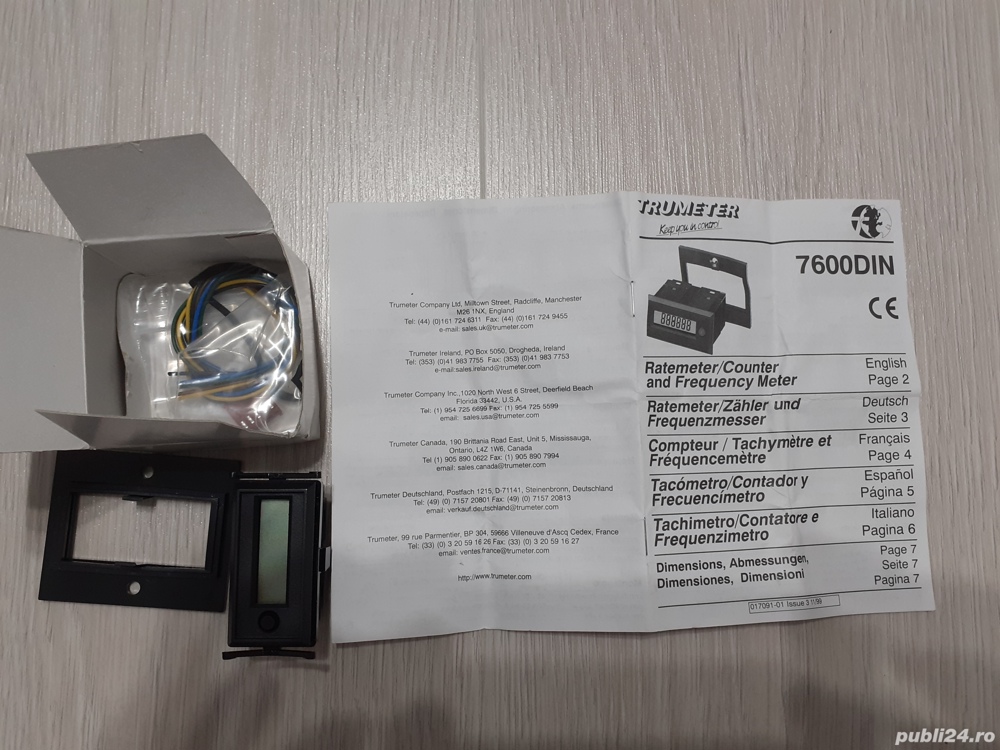 Trumeter Company Ltd, Milltown Street, Radcliffe, Manchester
M26 1NX, England
Tel: (44) (0)161 724 6311 Fax: (44) (0)161 724 9455
e-mail: sales.uk@trumeter.com
Trumeter Ireland, PO Box 5050, Drogheda, Ireland
Tel: (353) (0)41 983 7755 Fax: (353) (0)41 983 7753
e-mail: sales.ireland@trumeter.com
Trumeter Company Inc.,1020 North West 6 Street, Deerfield Beach
Florida 33442, U.S.A.
Tel: (1) 954 725 6699 Fax: (1) 954 725 5599
email: sales.usa@trumeter.com
Trumeter Canada, 190 Brittania Road East, Unit 5, Mississauga,
Ontario, L4Z 1W6, Canada
Tel (1) 905 890 0622 Fax: (1) 905 890 7994
email: sales.canada@trumeter.com
Trumeter Deutschland, Postfach 1215, D-71141, Steinenbronn, Deutschland
Tel: (49) (0) 7157 20801 Fax: (49) (0) 7157 20813
email: verkauf.deutschland@trumeter.com
Trumeter, 99 rue Parmentier, BP 304, 59666 Villeneuve d'Ascq Cedex, France
Tel: (33) (0) 3 20 59 16 26 Fax: (33) (0) 3 20 59 16 27
email: ventes.france@trumeter.com
http://www.trumeter.com
TRUMETER
Keep you in control
7600DIN
888888
CE
Ratemeter/Counter
and Frequency Meter
English
Page 2
Ratemeter/Zähler und
Frequenzmesser
Deutsch
Seite 3
Compteur / Tachymètre et
Fréquencemètre
Français
Page 4
Tacómetro/Contador y
Frecuencímetro
Español
Página 5
Tachimetro/Contatore e
Frequenzimetro
Italiano
Pagina 6
Dimensions, Abmessungen,
Dimensiones, Dimensioni
Page 7
Seite 7
Pagina 7
017091-01 Issue 3 11/99
publi24.ro